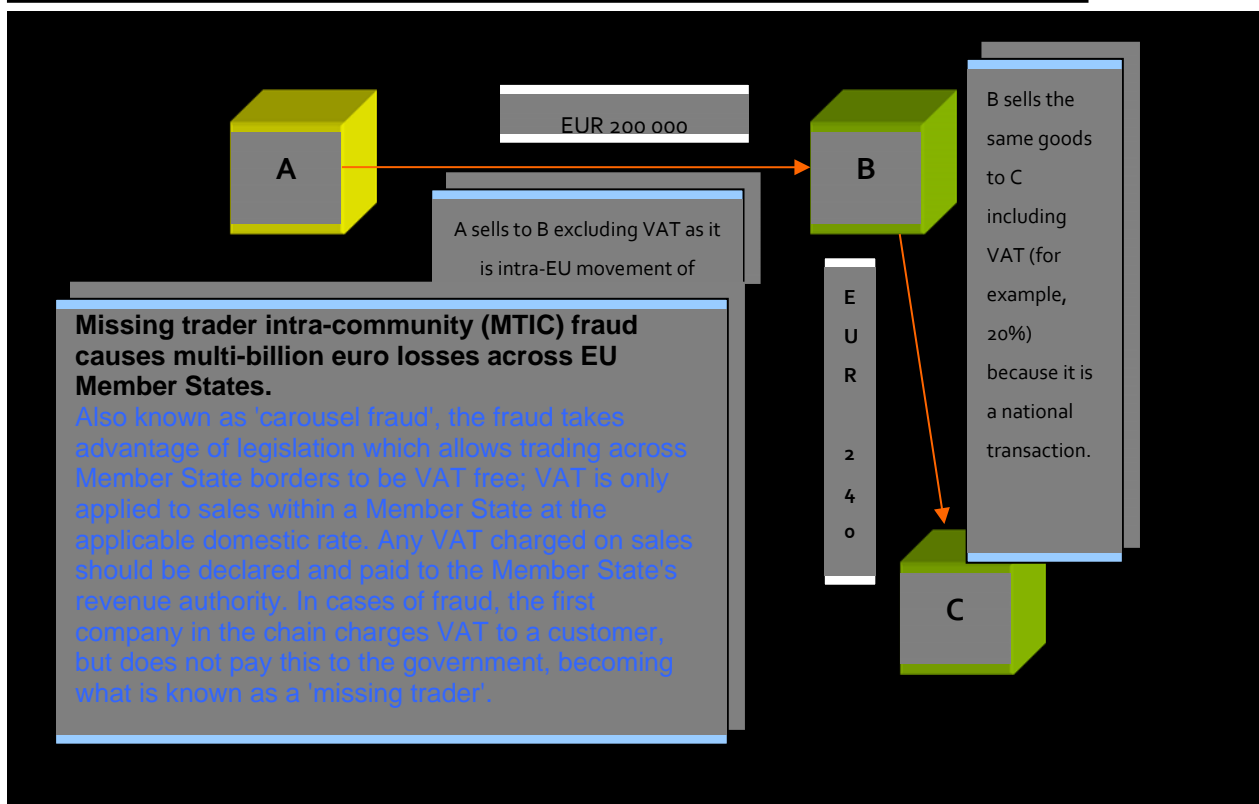 EUR 200 000
A
B
A sells to B excluding VAT as it
is intra-EU movement of
B sells the
same goods
to C
including
VAT (for
example,
20%)
because it is
a national
transaction.
E
U
R
2
4
0
C
Missing trader intra-community (MTIC) fraud
causes multi-billion euro losses across EU
Member States.
Also known as 'carousel fraud', the fraud takes
advantage of legislation which allows trading across
Member State borders to be VAT free; VAT is only
applied to sales within a Member State at the
applicable domestic rate. Any VAT charged on sales
should be declared and paid to the Member State's
revenue authority. In cases of fraud, the first
company in the chain charges VAT to a customer,
but does not pay this to the government, becoming
what is known as a 'missing trader'.